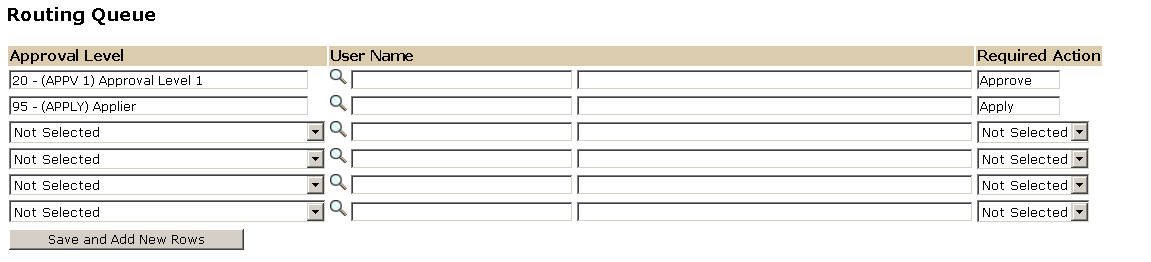 Routing Queue
Approval Level User Name Required Action
20 - (APPV 1) Approval Level 1 Approve
95 - (APPLY) Applier Apply
Not Selected Not Selected
Not Selected Not Selected
Not Selected Not Selected
Not Selected Not Selected
Save and Add New Rows